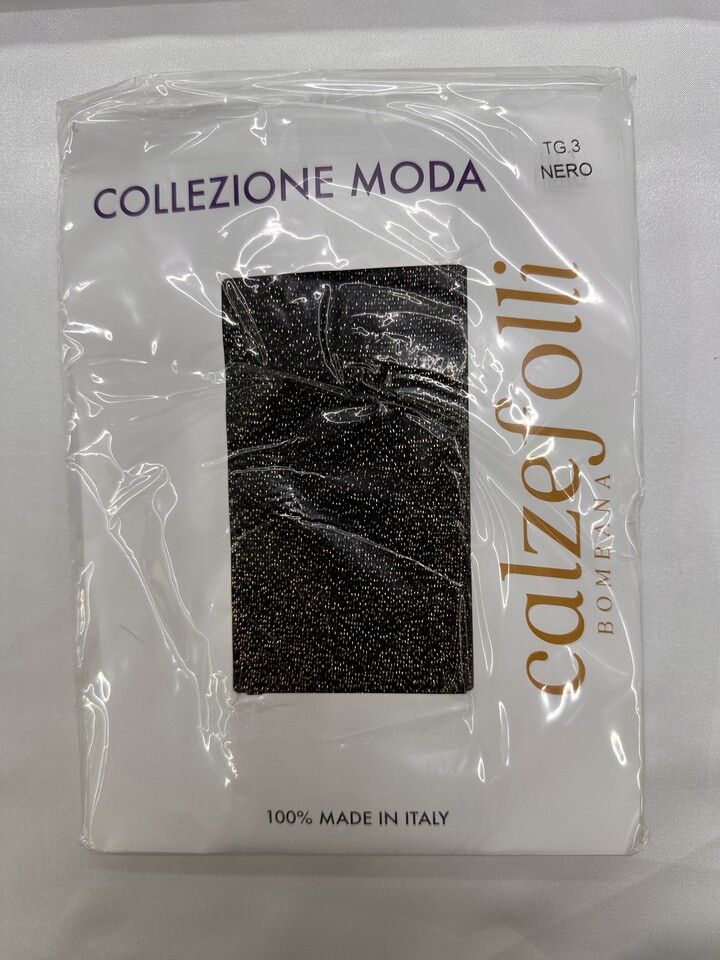 TG.3
NERO
COLLEZIONE MODA
calzefolli
BOMBANA
100% MADE IN ITALY